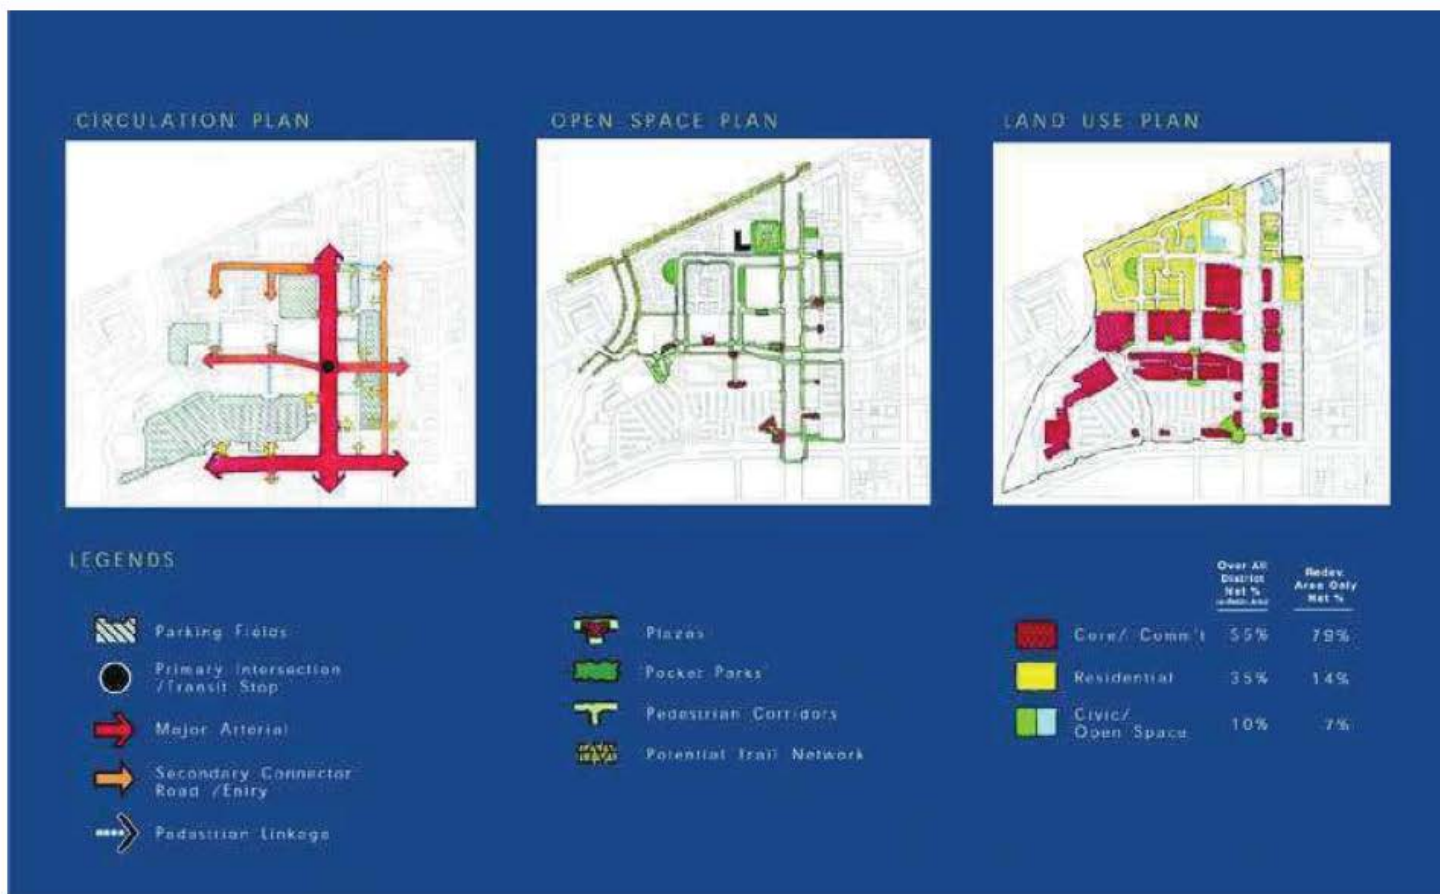 CIRCULATION PLAN
OPEN SPACE PLAN
LAND USE PLAN
LEGENDS
Parking Fields
Primary Intersection
/Transit Stop
Major Arterial
Secondary Connector
Road /Entry
Pedestrian Linkage
Plazas
Pocket Parks
Pedestrian Corridors
Potential Trail Network
Over All
District
Net %
Redev.
Area Only
Net %
Core/ Comm't 55% 79%
Residential 35% 14%
Civic/
Open Space 10% 7%